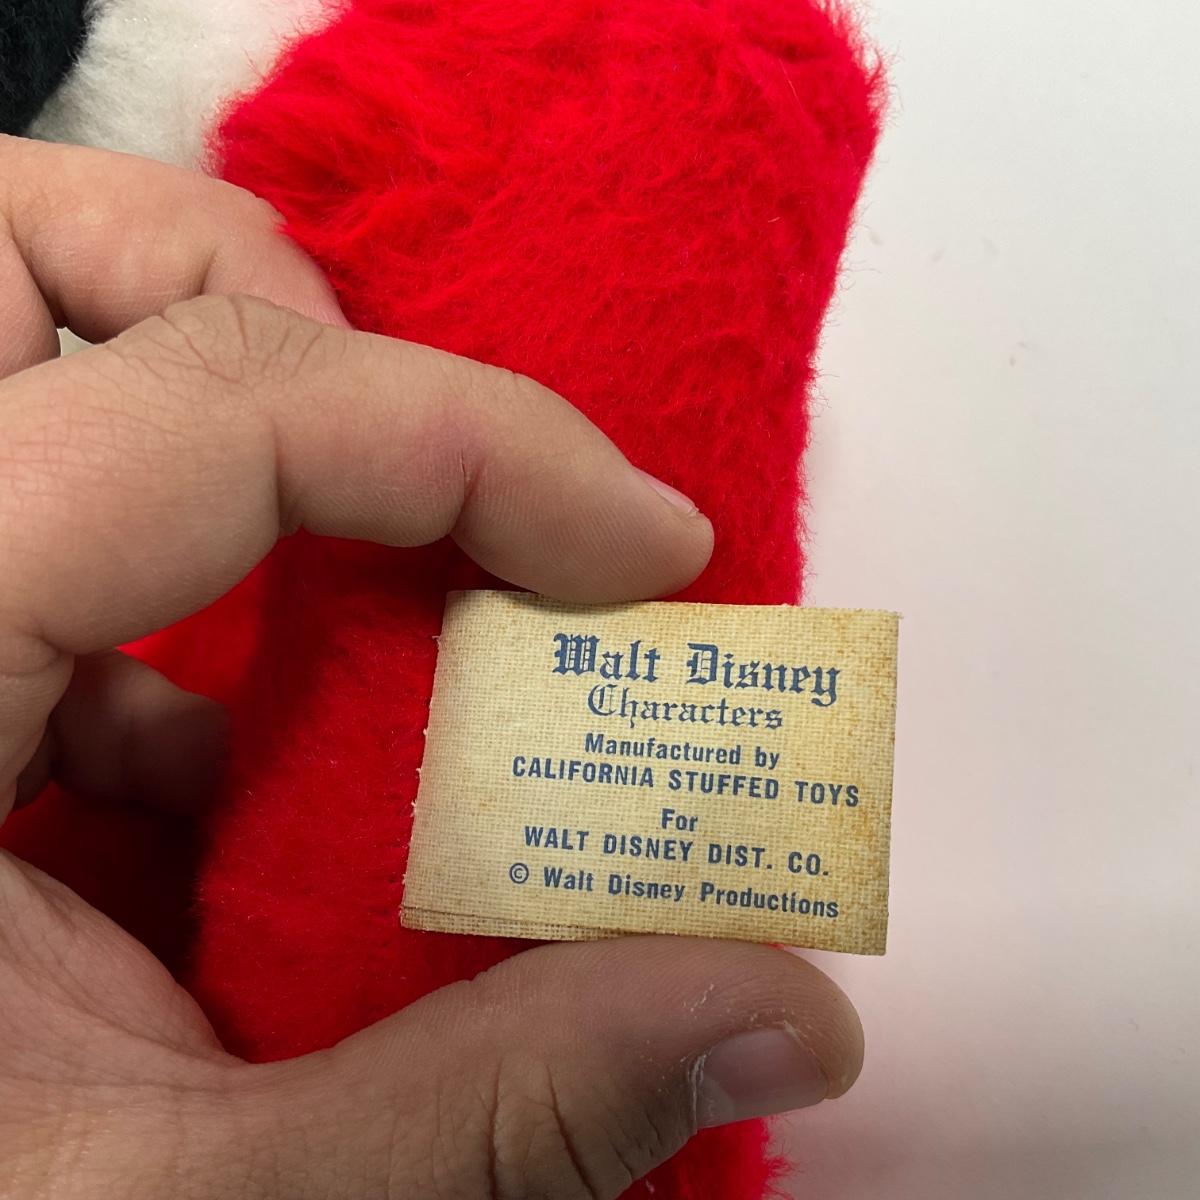 Walt Disney
Characters
Manufactured by
CALIFORNIA STUFFED TOYS
For
WALT DISNEY DIST. CO.
© Walt Disney Productions